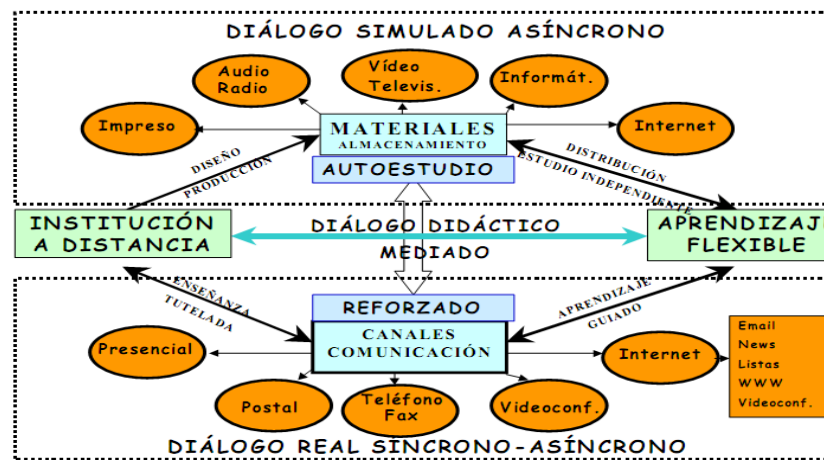 DIÁLOGO SIMULADO ASÍNCRONO
Audio
Radio
Vídeo
Televis.
Informát.
Impreso
Internet
MATERIALES
ALMACENAMIENTO
AUTOESTUDIO
DISEÑO
PRODUCCIÓN
DISTRIBUCIÓN
ESTUDIO INDEPENDIENTE
INSTITUCIÓN
A DISTANCIA
DIÁLOGO DIDÁCTICO
MEDIADO
APRENDIZAJE
FLEXIBLE
ENSEÑANZA
TUTELADA
APRENDIZAJE
GUIADO
REFORZADO
CANALES
COMUNICACIÓN
Presencial
Postal
Teléfono
Fax
Videoconf.
Internet
Email
News
Listas
WWW
Videoconf.
DIÁLOGO REAL SÍNCRONO-ASÍNCRONO